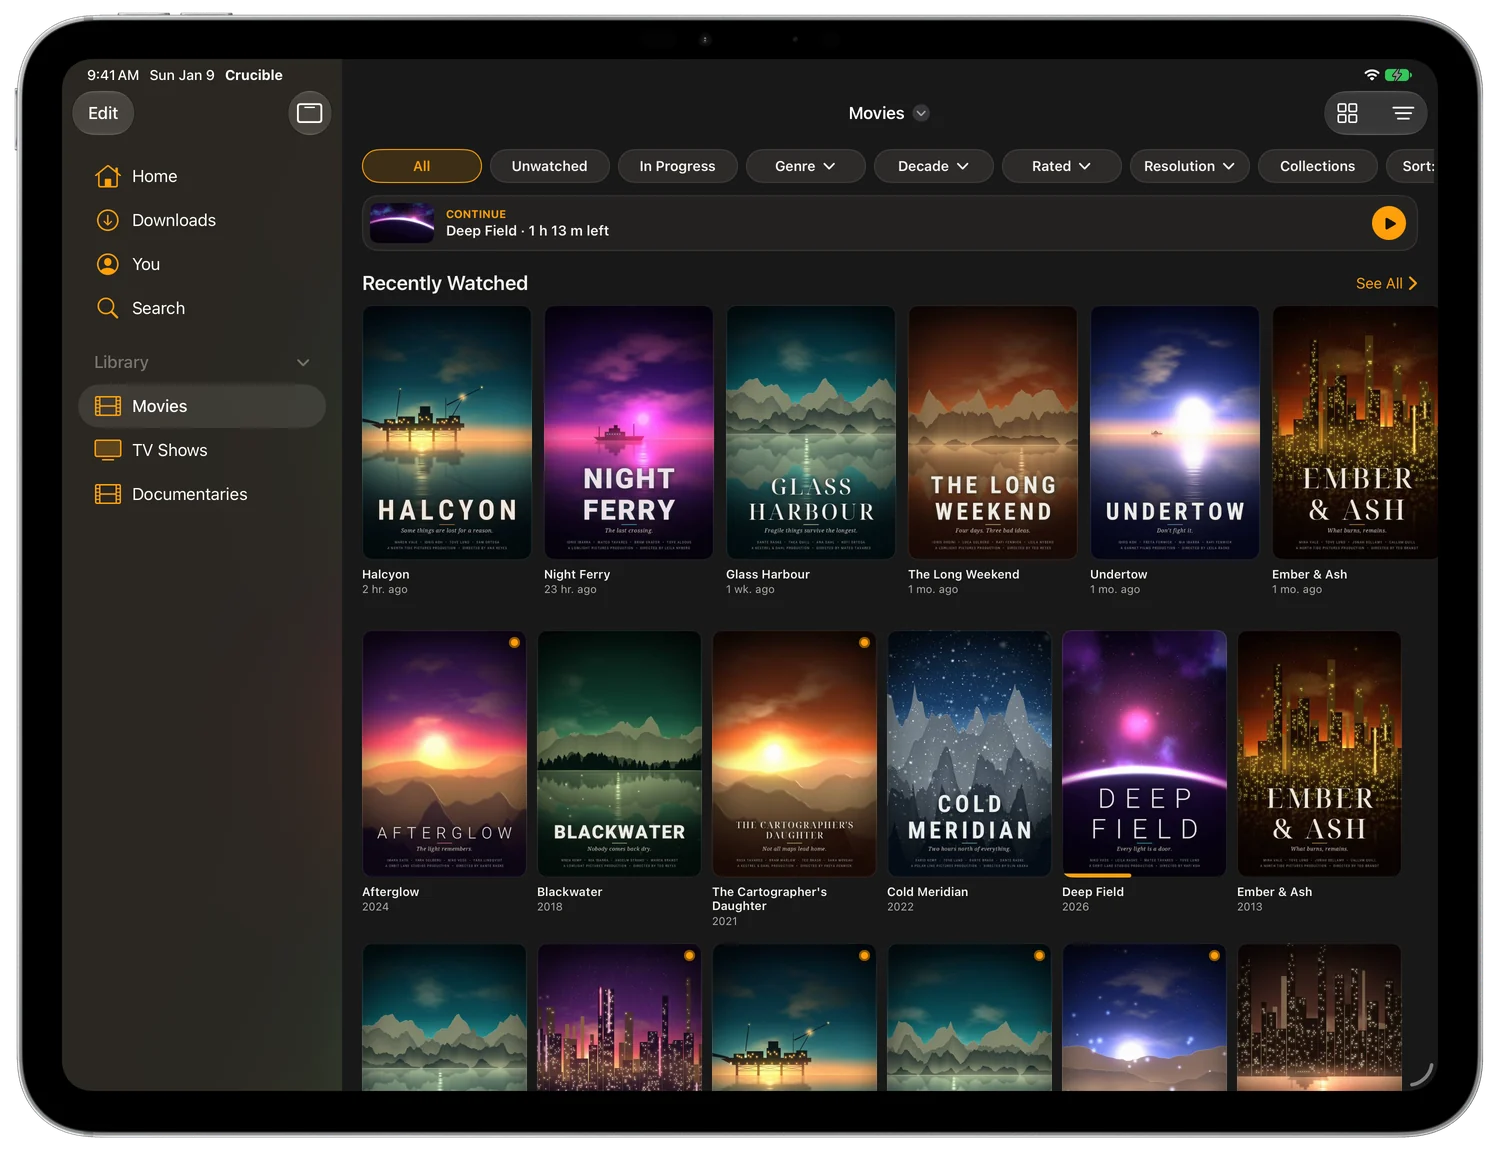 9:41 AM Sun Jan 9 Crucible
Edit
Movies
Home
Downloads
You
Search
Library
Movies
TV Shows
Documentaries
All
Unwatched
In Progress
Genre
Decade
Rated
Resolution
Collections
Sort:
CONTINUE
Deep Field · 1 h 13 m left
Recently Watched
See All
HALCYON
Some things are lost for a reason.
Halcyon
2 hr. ago
NIGHT
FERRY
The last crossing.
Night Ferry
23 hr. ago
GLASS
HARBOUR
Fragile things survive the longest.
Glass Harbour
1 wk. ago
THE LONG
WEEKEND
Four days. Three bad ideas.
The Long Weekend
1 mo. ago
UNDERTOW
Don't fight it.
Undertow
1 mo. ago
EMBER
& ASH
What burns, remains.
Ember & Ash
1 mo. ago
AFTERGLOW
The light remembers.
Afterglow
2024
BLACKWATER
Nobody comes back dry.
Blackwater
2018
THE CARTOGRAPHER'S
DAUGHTER
Not all maps lead home.
The Cartographer's
Daughter
2021
COLD
MERIDIAN
Two hours north of everything.
Cold Meridian
2022
DEEP
FIELD
Every light is a door.
Deep Field
2026
EMBER
& ASH
What burns, remains.
Ember & Ash
2013